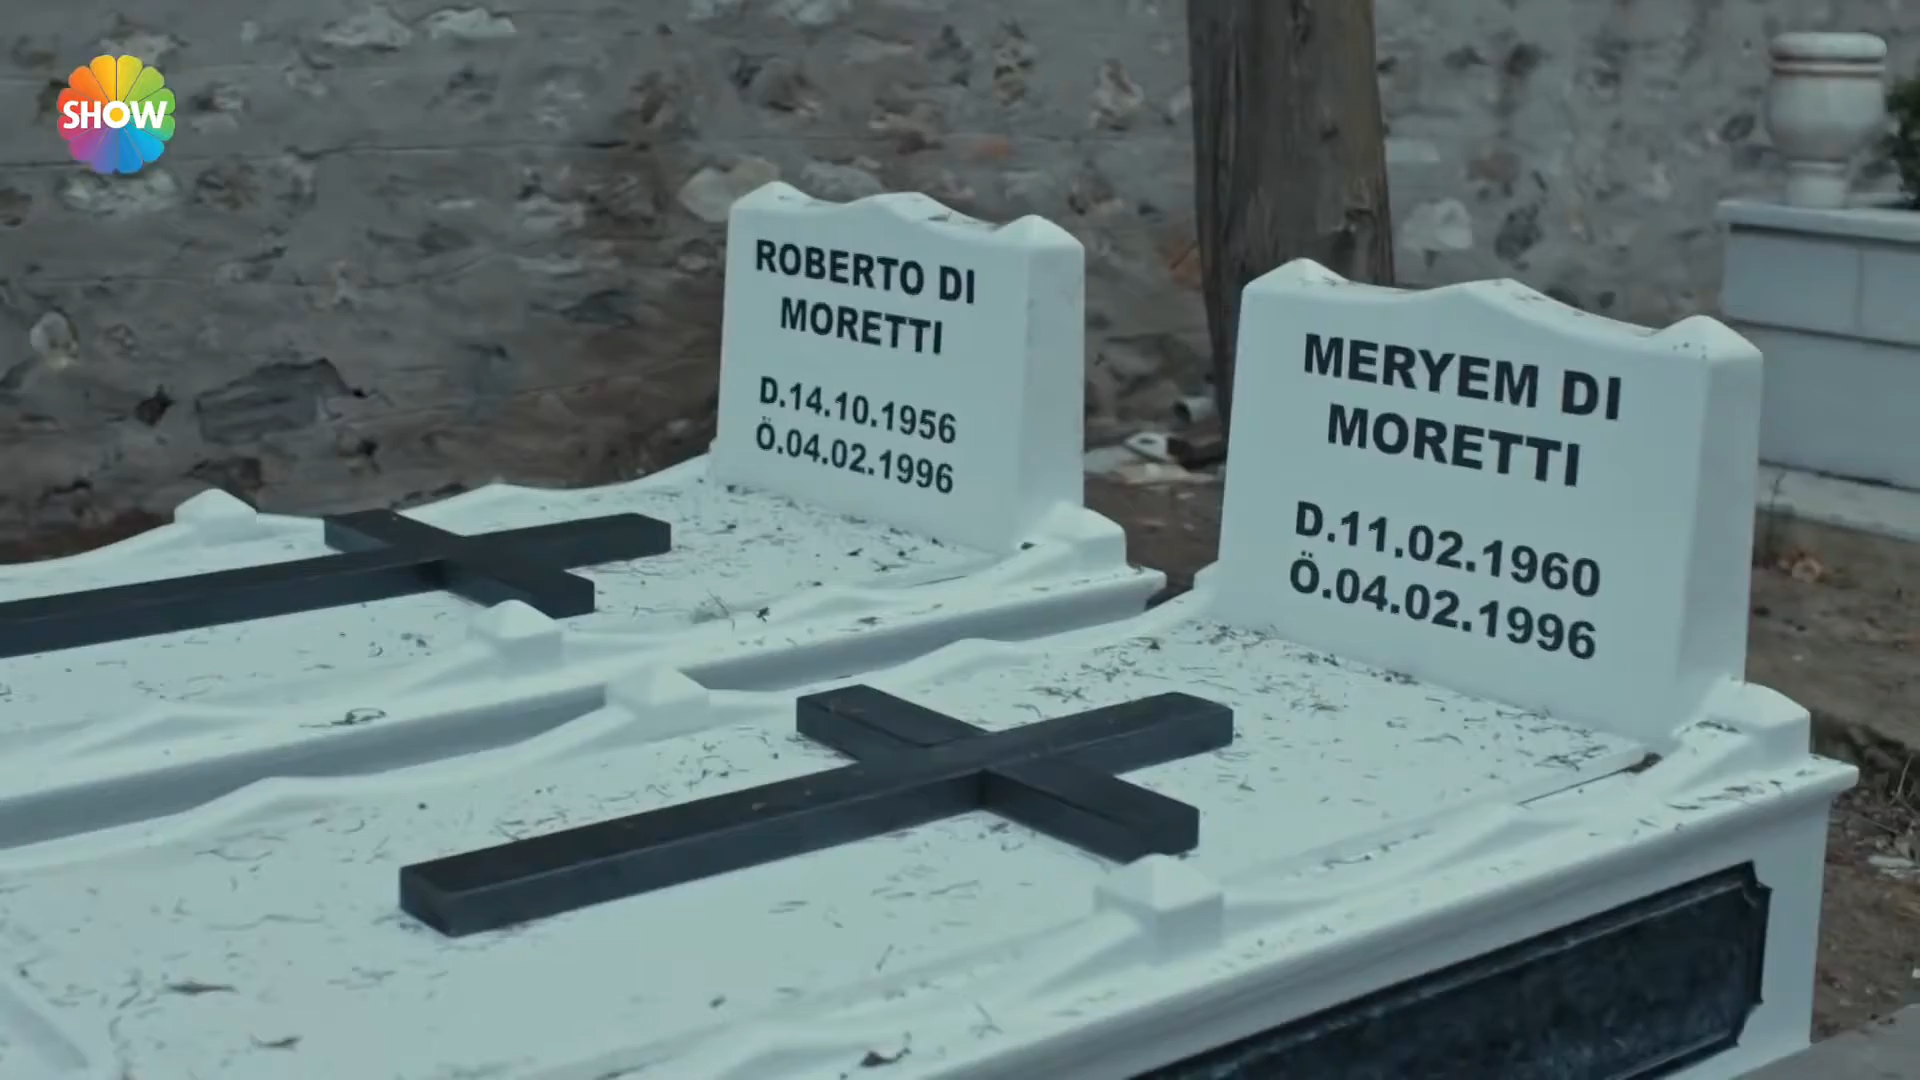 SHOW
ROBERTO DI
MORETTI
D.14.10.1956
Ö.04.02.1996
MERYEM DI
MORETTI
D.11.02.1960
Ö.04.02.1996